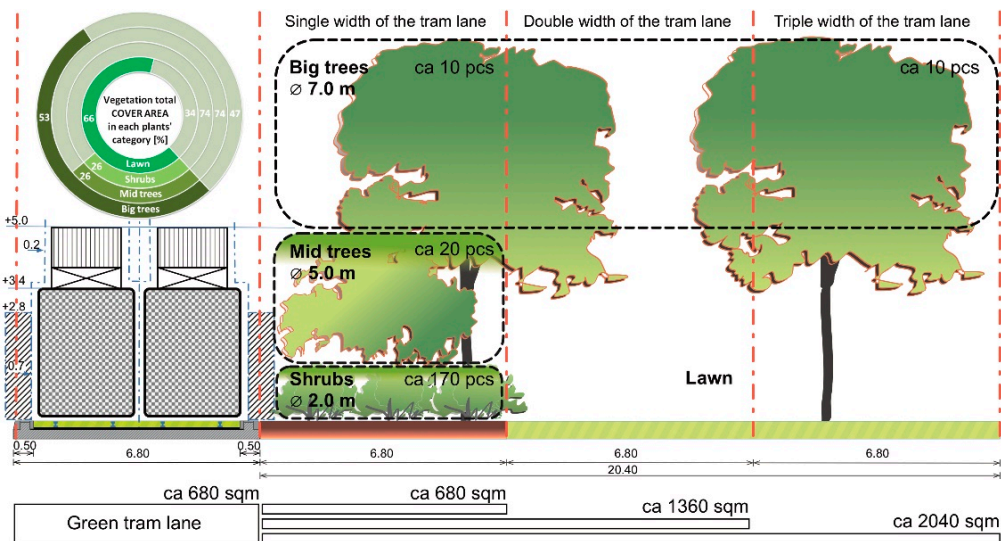 Single width of the tram lane
Double width of the tram lane
Triple width of the tram lane
Vegetation total
COVER AREA
in each plants'
category [%]
53
66
34
74
74
47
26
26
Lawn
Shrubs
Mid trees
Big trees
Big trees
⌀ 7.0 m
ca 10 pcs
ca 10 pcs
Mid trees
⌀ 5.0 m
ca 20 pcs
Shrubs
⌀ 2.0 m
ca 170 pcs
Lawn
+5.0
0.2
+3.4
+2.8
0.7
0.50
0.50
6.80
6.80
6.80
6.80
20.40
ca 680 sqm
ca 680 sqm
ca 1360 sqm
ca 2040 sqm
Green tram lane